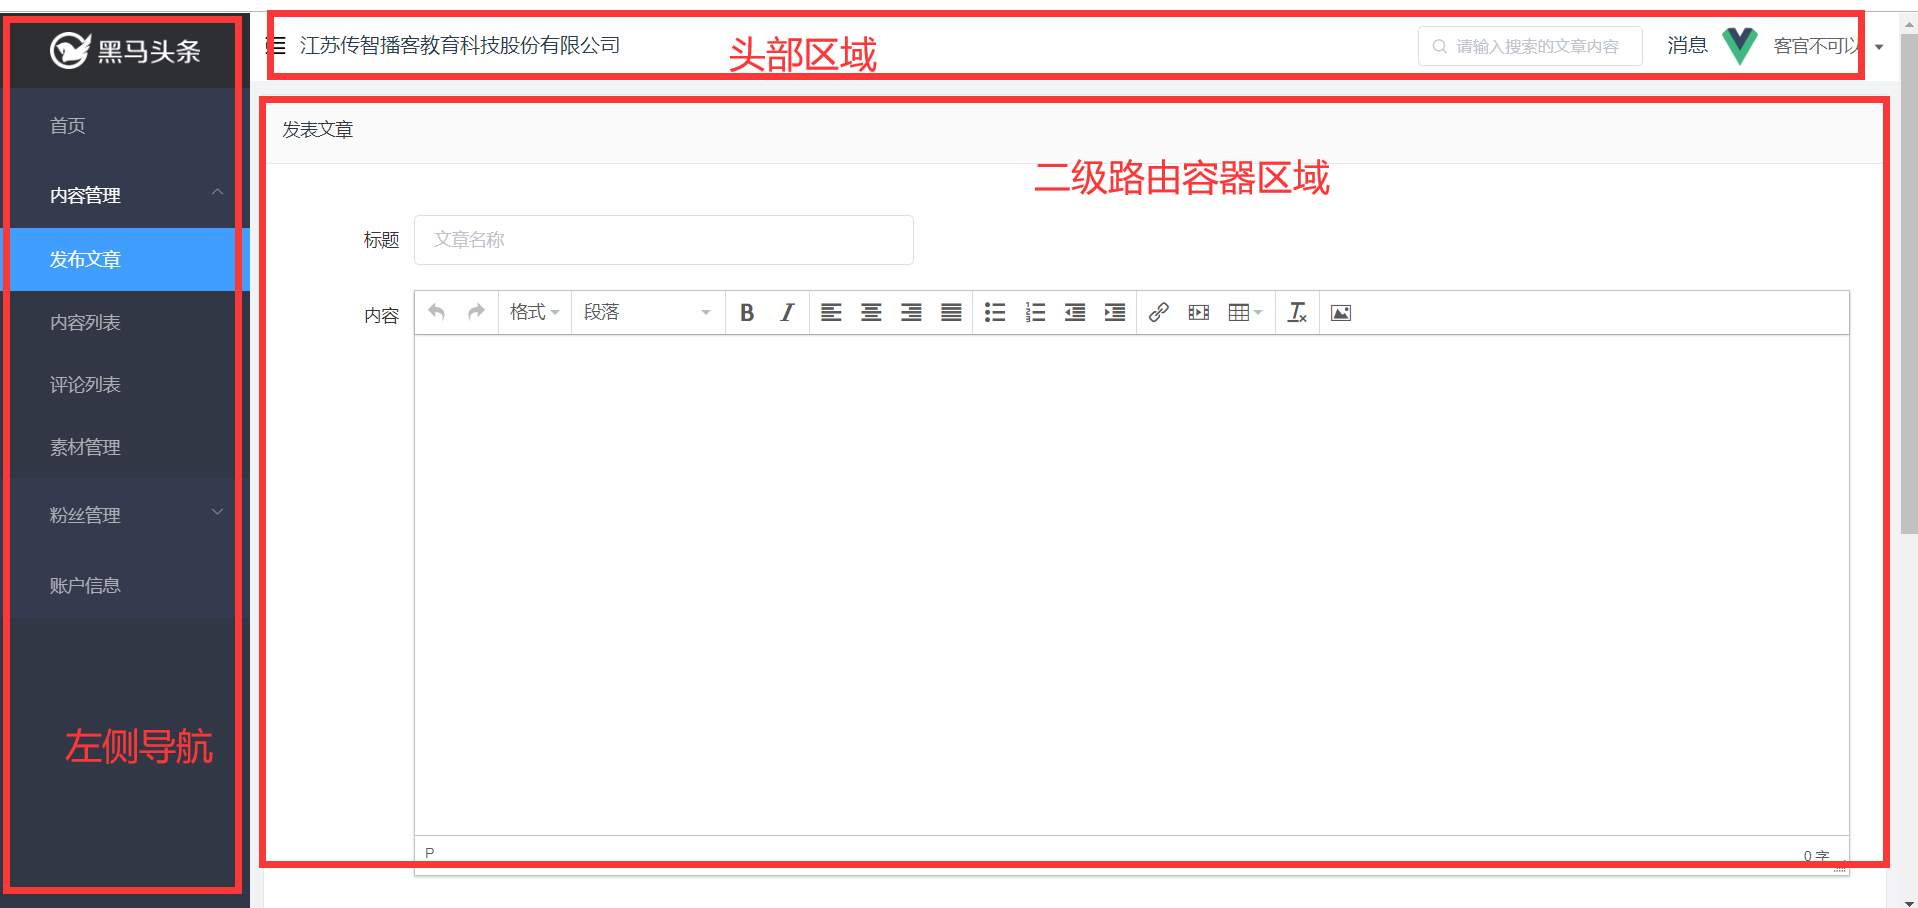 黑马头条
江苏传智播客教育科技股份有限公司
头部区域
请输入搜索的文章内容
消息
客官不可以
首页
内容管理
发布文章
内容列表
评论列表
素材管理
粉丝管理
账户信息
左侧导航
发表文章
二级路由容器区域
标题
文章名称
内容
格式
段落
P
0 字